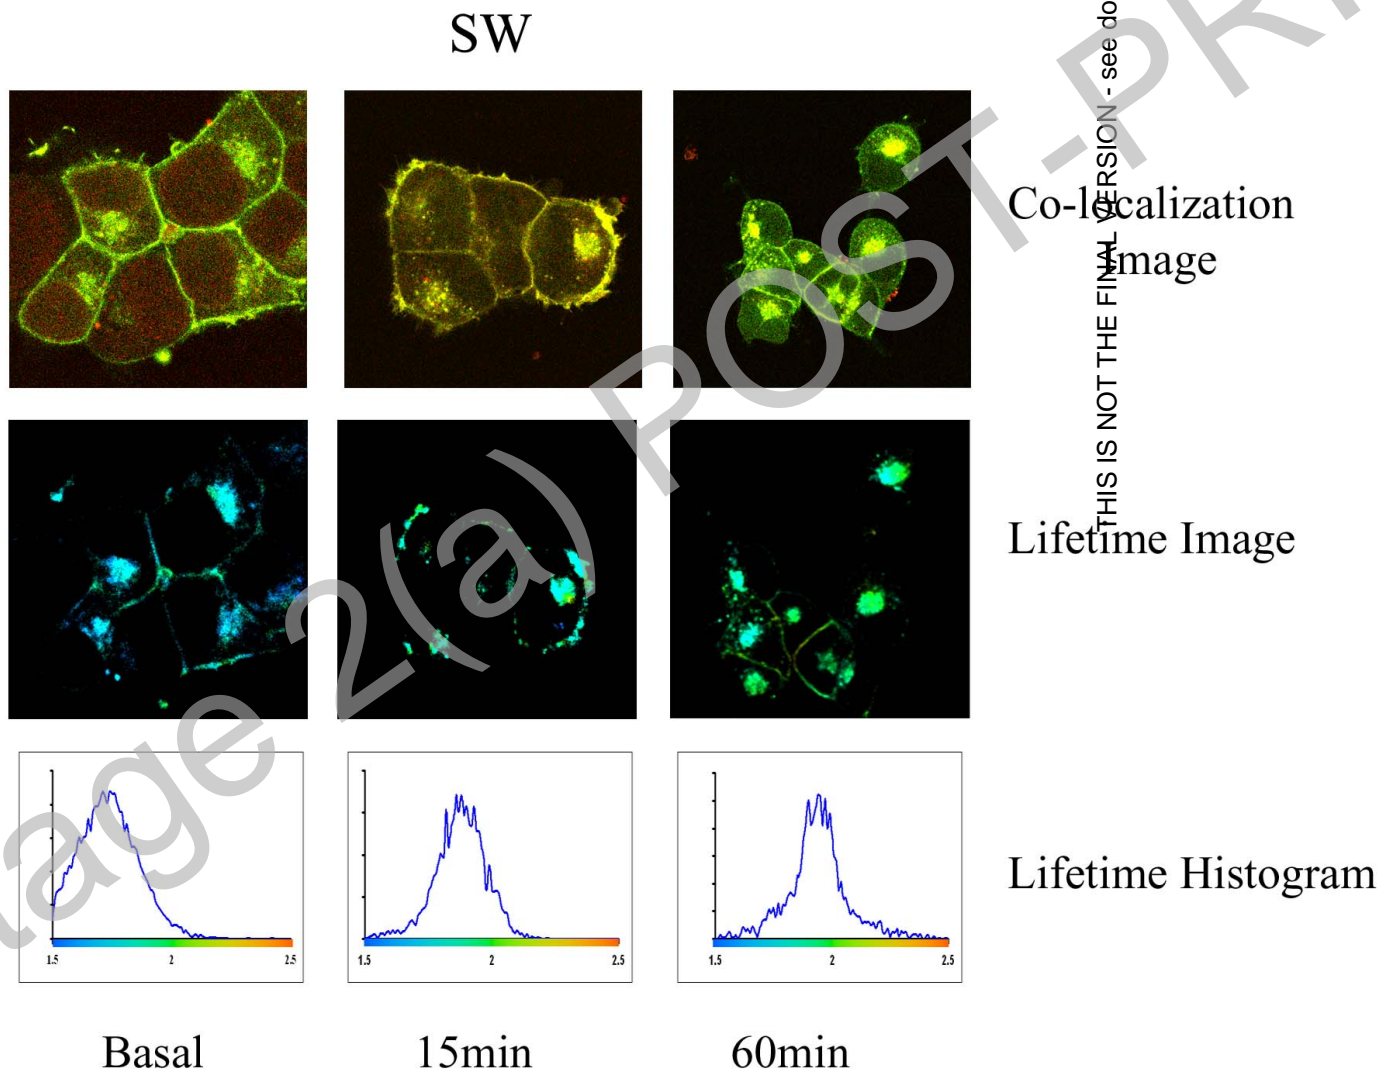 SW
Co-localization
Image
Lifetime Image
Lifetime Histogram
1.5 2 2.5
1.5 2 2.5
1.5 2 2.5
Basal 15min 60min
THIS IS NOT THE FINAL VERSION - see do
age 2(a) POST-PR